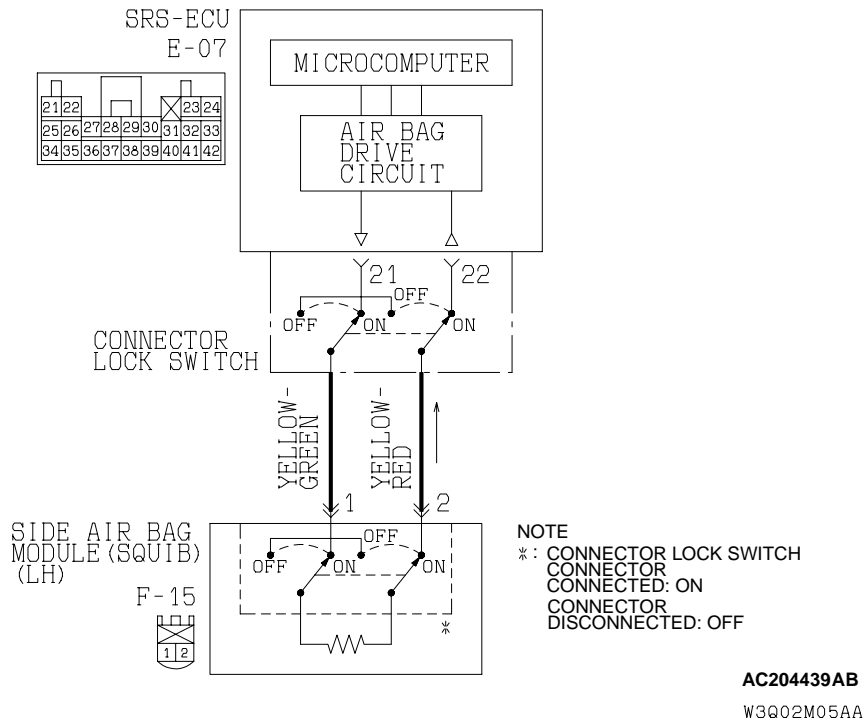 SRS-ECU
E-07
21 22 23 24
25 26 27 28 29 30 31 32 33
34 35 36 37 38 39 40 41 42
MICROCOMPUTER
AIR BAG
DRIVE
CIRCUIT
21 22
OFF
OFF ON ON
CONNECTOR
LOCK SWITCH
YELLOW-
GREEN
YELLOW-
RED
1 2
SIDE AIR BAG
MODULE(SQUIB)
(LH)
OFF
OFF ON ON
F-15
1 2
*
NOTE
* : CONNECTOR LOCK SWITCH
CONNECTOR
CONNECTED: ON
CONNECTOR
DISCONNECTED: OFF
AC204439AB
W3Q02M05AA